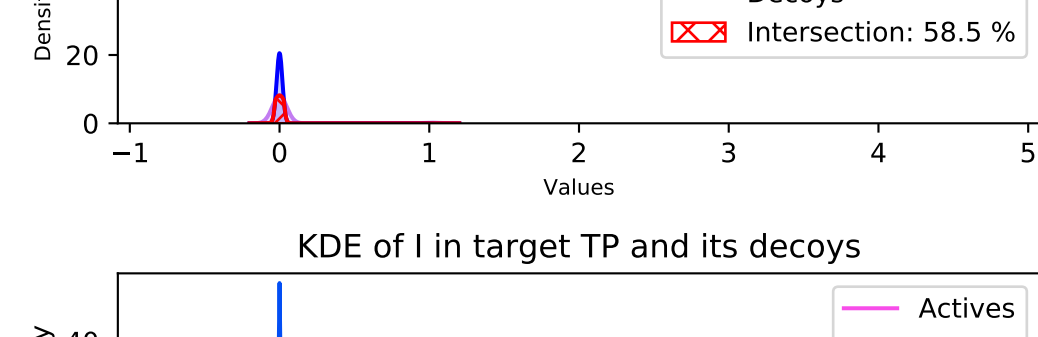 Decoys
Intersection: 58.5 %
20
0
−1 0 1 2 3 4 5
Values
KDE of I in target TP and its decoys
Actives